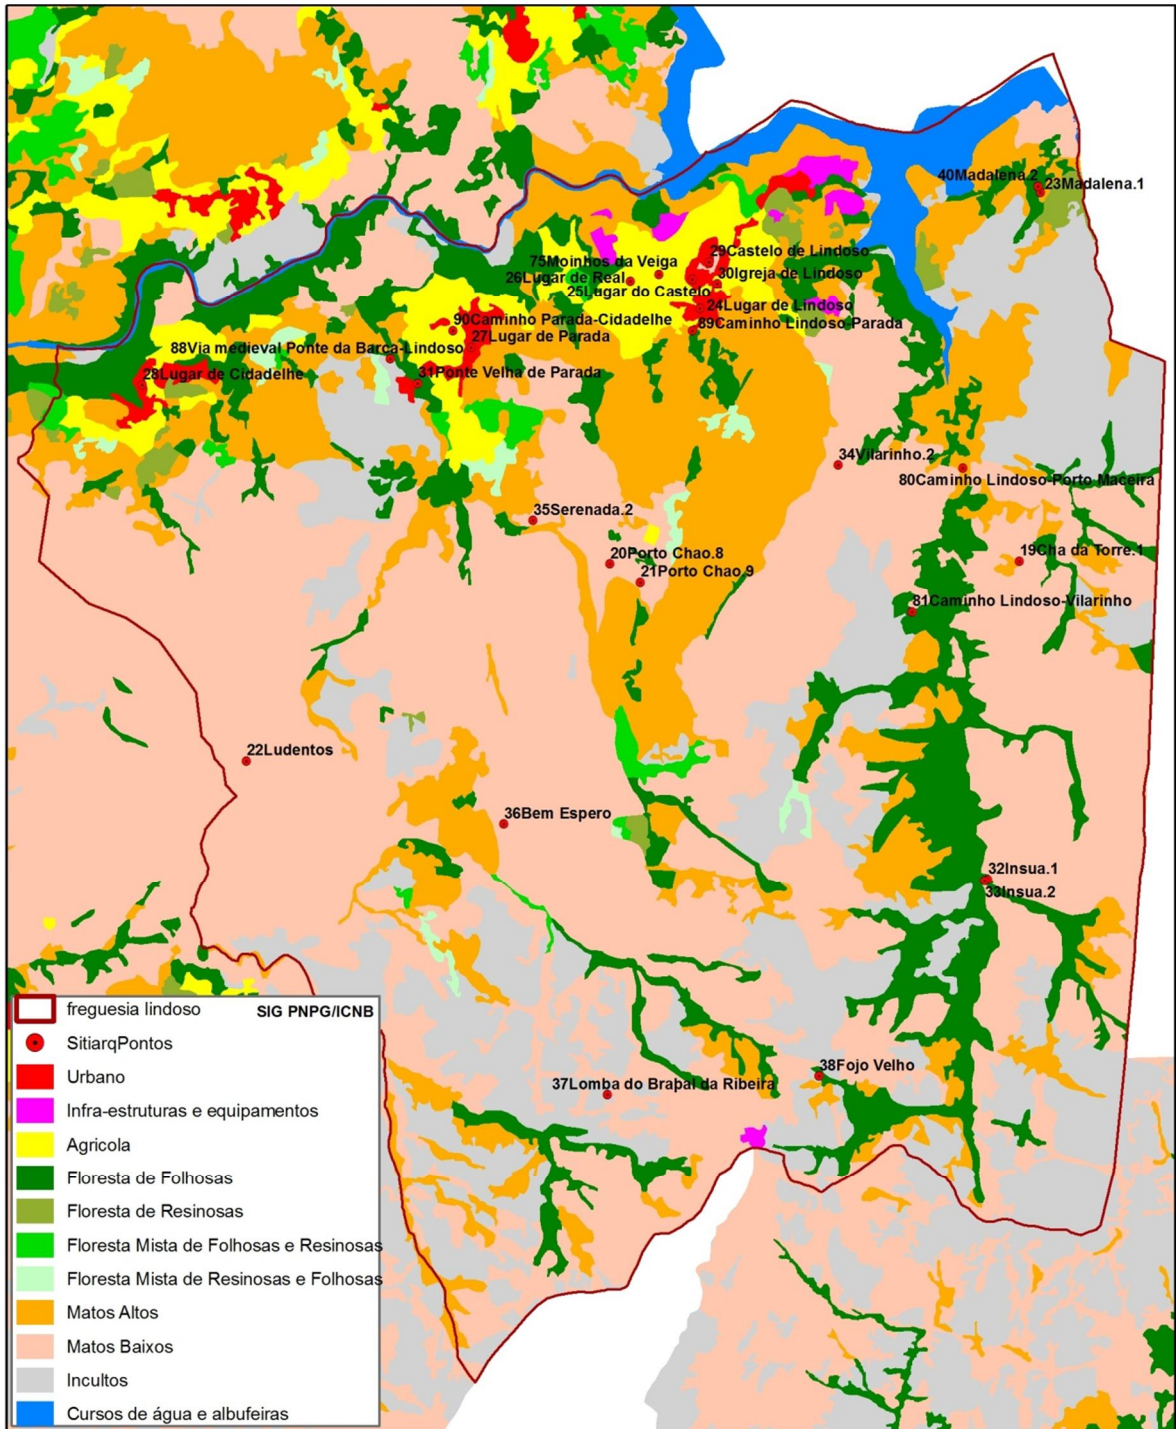 40Madalena.2
23Madalena.1
29Castelo de Lindoso
75Moinhos da Veiga
30Igreja de Lindoso
26Lugar de Real
25Lugar do Castelo
24Lugar de Lindoso
90Caminho Parada-Cidadelhe
89Caminho Lindoso-Parada
27Lugar de Parada
88Via medieval Ponte da Barca-Lindoso
28Lugar de Cidadelhe
31Ponte Velha de Parada
34Vilarinho.2
80Caminho Lindoso-Porto Maceira
35Serenada.2
20Porto Chao.8
19Cha da Torre.1
21Porto Chao.9
81Caminho Lindoso-Vilarinho
22Ludentos
36Bem Espero
32Insua.1
33Insua.2
38Fojo Velho
37Lomba do Braþal da Ribeira
freguesia lindoso
SIG PNPG/ICNB
SitiarqPontos
Urbano
Infra-estruturas e equipamentos
Agricola
Floresta de Folhosas
Floresta de Resinosas
Floresta Mista de Folhosas e Resinosas
Floresta Mista de Resinosas e Folhosas
Matos Altos
Matos Baixos
Incultos
Cursos de água e albufeiras